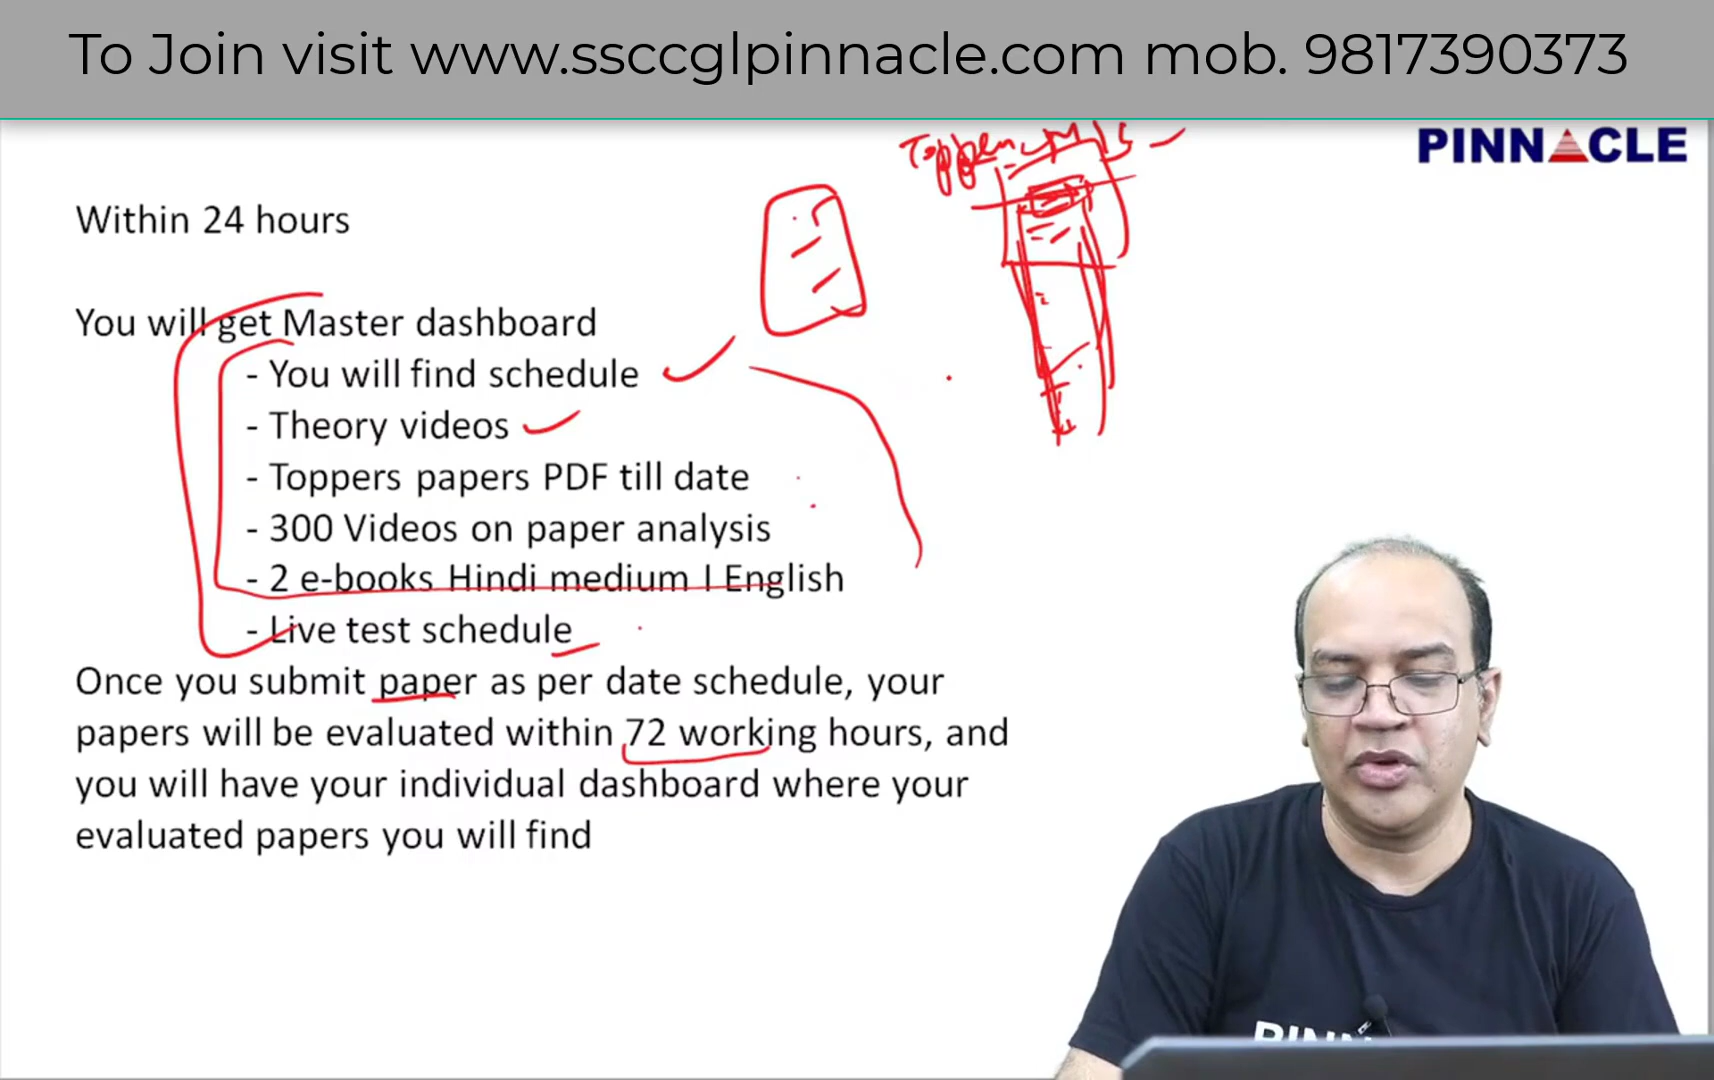 To Join visit www.ssccglpinnacle.com mob. 9817390373
PINNACLE
Within 24 hours
You will get Master dashboard
- You will find schedule
- Theory videos
- Toppers papers PDF till date
- 300 Videos on paper analysis
- 2 e-books Hindi medium I English
- Live test schedule
Once you submit paper as per date schedule, your
papers will be evaluated within 72 working hours, and
you will have your individual dashboard where your
evaluated papers you will find